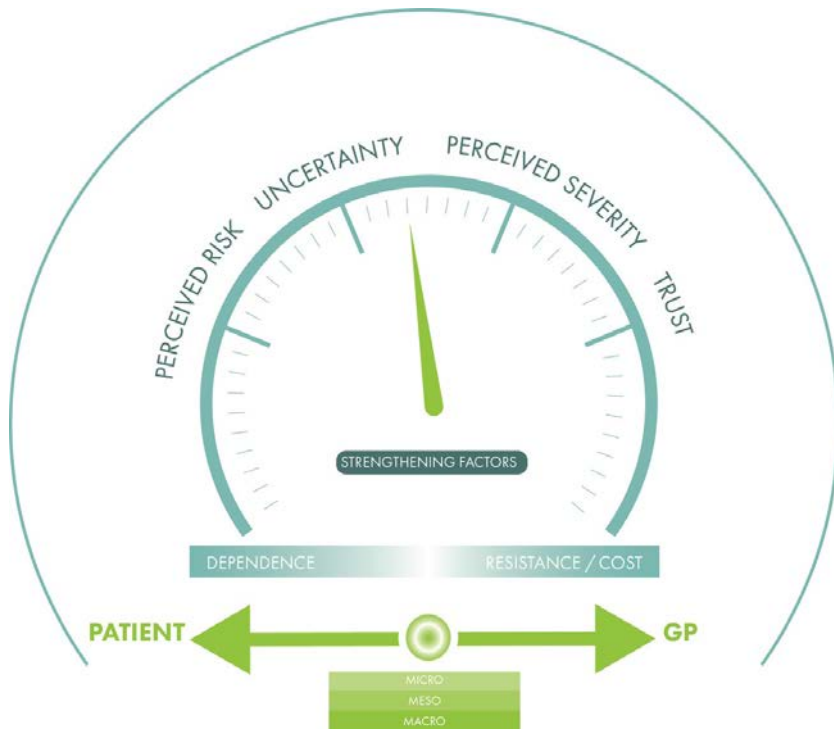 PERCEIVED RISK
UNCERTAINTY
PERCEIVED SEVERITY
TRUST
STRENGTHENING FACTORS
DEPENDENCE
RESISTANCE / COST
PATIENT
GP
MICRO
MESO
MACRO